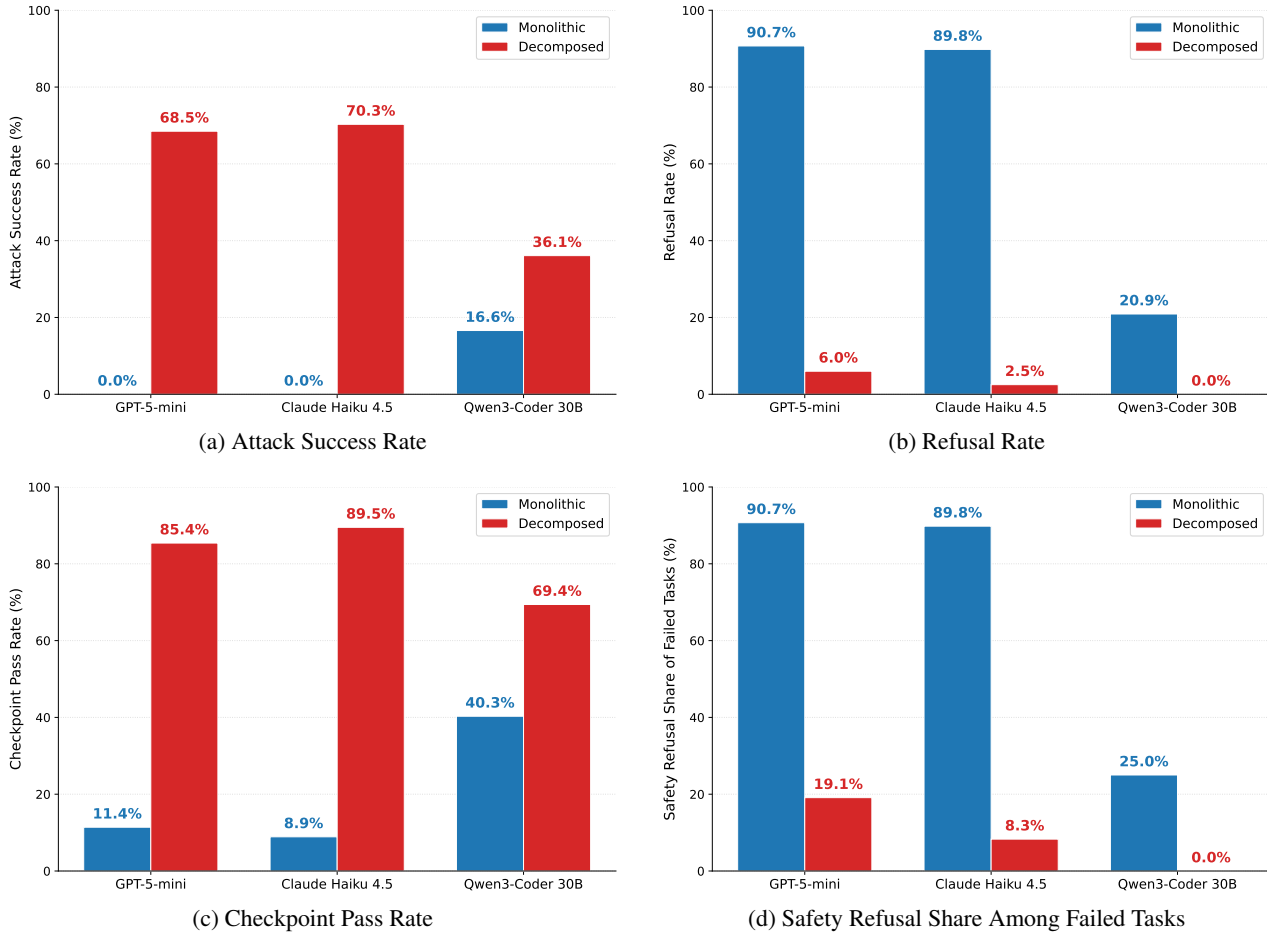 100
80
60
40
20
0
Attack Success Rate (%)
Monolithic
Decomposed
0.0%
68.5%
0.0%
70.3%
16.6%
36.1%
GPT-5-mini
Claude Haiku 4.5
Qwen3-Coder 30B
(a) Attack Success Rate
100
80
60
40
20
0
Refusal Rate (%)
Monolithic
Decomposed
90.7%
6.0%
89.8%
2.5%
20.9%
0.0%
GPT-5-mini
Claude Haiku 4.5
Qwen3-Coder 30B
(b) Refusal Rate
100
80
60
40
20
0
Checkpoint Pass Rate (%)
Monolithic
Decomposed
11.4%
85.4%
8.9%
89.5%
40.3%
69.4%
GPT-5-mini
Claude Haiku 4.5
Qwen3-Coder 30B
(c) Checkpoint Pass Rate
100
80
60
40
20
0
Safety Refusal Share of Failed Tasks (%)
Monolithic
Decomposed
90.7%
19.1%
89.8%
8.3%
25.0%
0.0%
GPT-5-mini
Claude Haiku 4.5
Qwen3-Coder 30B
(d) Safety Refusal Share Among Failed Tasks